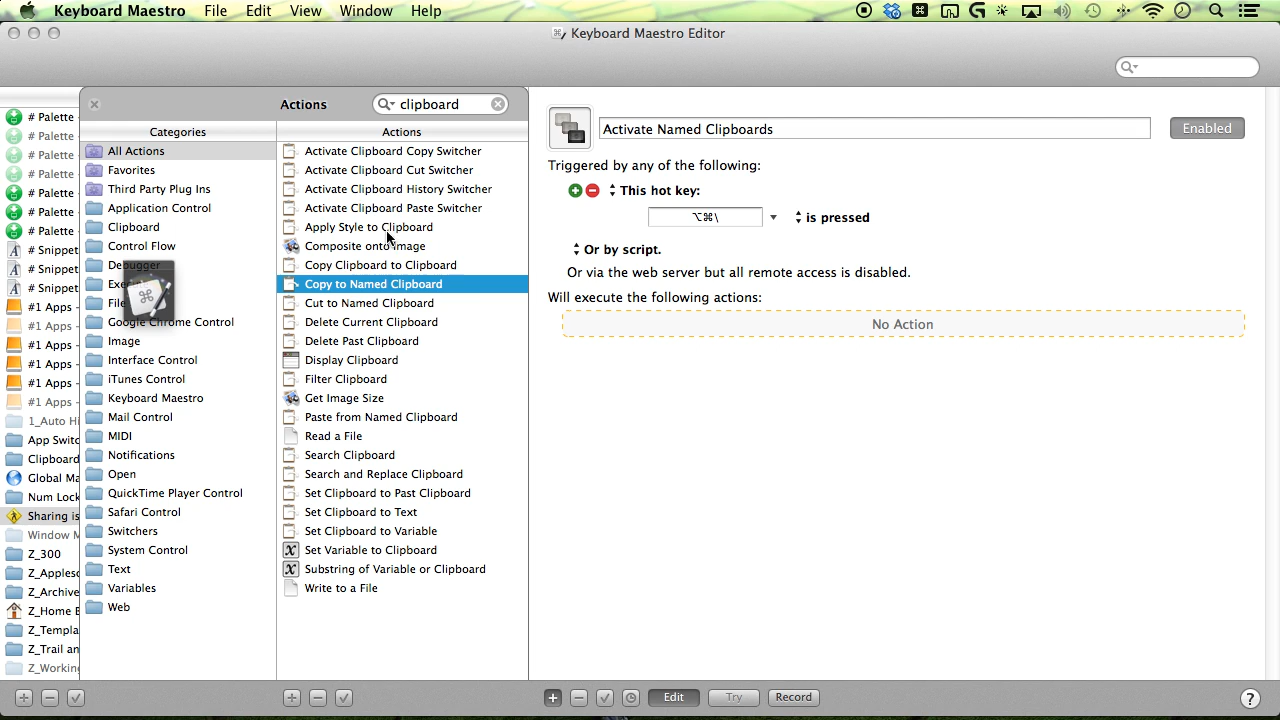 Keyboard Maestro File Edit View Window Help
Keyboard Maestro Editor
Actions
clipboard
Categories
Actions
# Palette
# Palette
# Palette
# Palette
# Palette
# Palette
# Palette
# Snippet
# Snippet
# Snippet
#1 Apps -
#1 Apps -
#1 Apps -
#1 Apps -
#1 Apps -
#1 Apps -
1_Auto Hi
App Switc
Clipboard
Global Ma
Num Lock
Sharing is
Window M
Z_300
Z_Applesc
Z_Archive
Z_Home E
Z_Templa
Z_Trail an
Z_Working
All Actions
Favorites
Third Party Plug Ins
Application Control
Clipboard
Control Flow
Debugger
Exe
File
Google Chrome Control
Image
Interface Control
iTunes Control
Keyboard Maestro
Mail Control
MIDI
Notifications
Open
QuickTime Player Control
Safari Control
Switchers
System Control
Text
Variables
Web
Activate Clipboard Copy Switcher
Activate Clipboard Cut Switcher
Activate Clipboard History Switcher
Activate Clipboard Paste Switcher
Apply Style to Clipboard
Composite onto Image
Copy Clipboard to Clipboard
Copy to Named Clipboard
Cut to Named Clipboard
Delete Current Clipboard
Delete Past Clipboard
Display Clipboard
Filter Clipboard
Get Image Size
Paste from Named Clipboard
Read a File
Search Clipboard
Search and Replace Clipboard
Set Clipboard to Past Clipboard
Set Clipboard to Text
Set Clipboard to Variable
Set Variable to Clipboard
Substring of Variable or Clipboard
Write to a File
Activate Named Clipboards
Enabled
Triggered by any of the following:
This hot key:
⌥⌘\ is pressed
Or by script.
Or via the web server but all remote access is disabled.
Will execute the following actions:
No Action
Edit Try Record ?